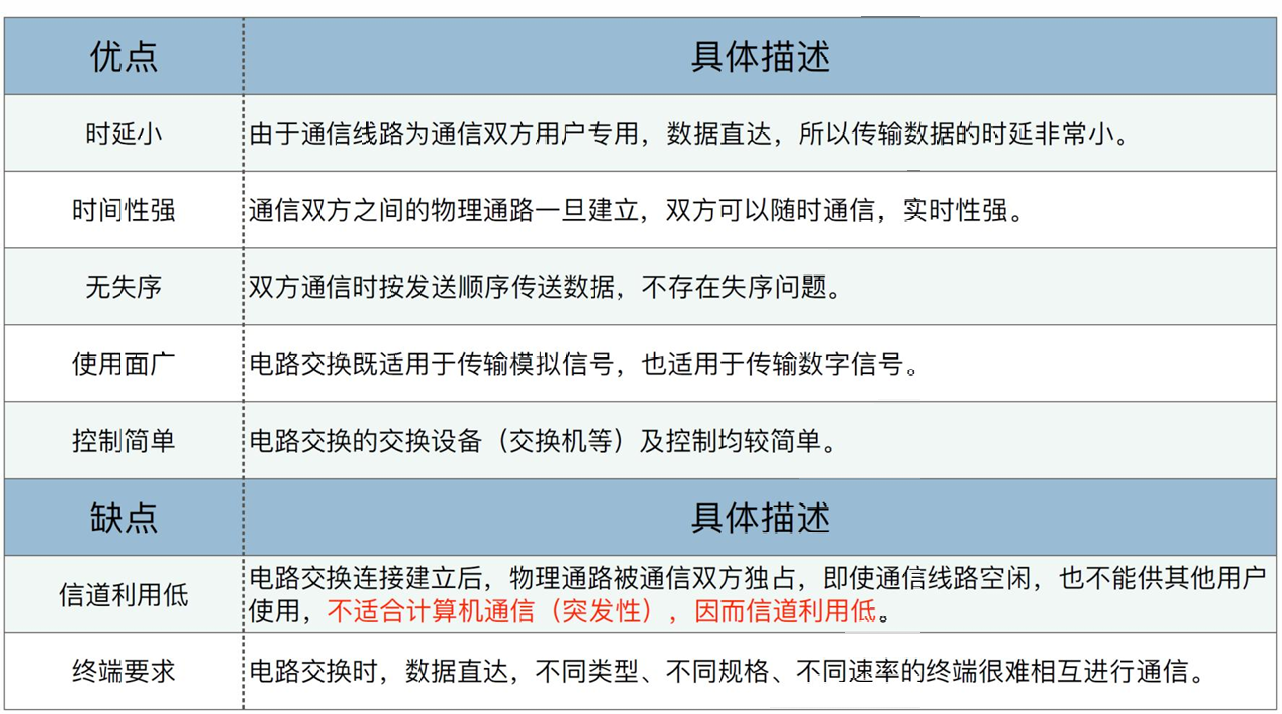 优点 具体描述
时延小 由于通信线路为通信双方用户专用，数据直达，所以传输数据的时延非常小。
时间性强 通信双方之间的物理通路一旦建立，双方可以随时通信，实时性强。
无失序 双方通信时按发送顺序传送数据，不存在失序问题。
使用面广 电路交换既适用于传输模拟信号，也适用于传输数字信号。
控制简单 电路交换的交换设备（交换机等）及控制均较简单。
缺点 具体描述
信道利用低 电路交换连接建立后，物理通路被通信双方独占，即使通信线路空闲，也不能供其他用户
使用，不适合计算机通信（突发性），因而信道利用低。
终端要求 电路交换时，数据直达，不同类型、不同规格、不同速率的终端很难相互进行通信。